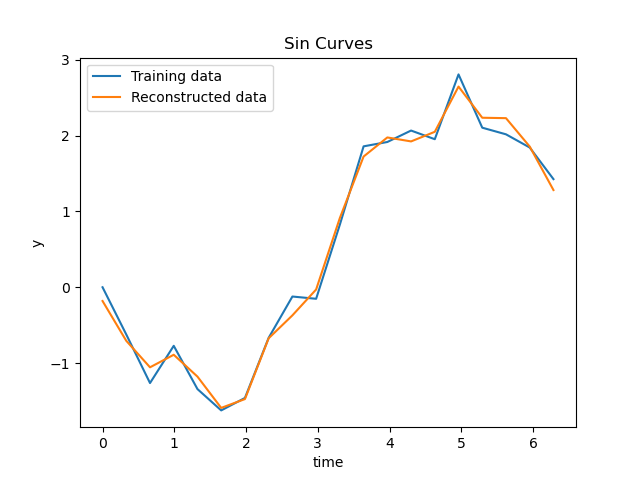 Sin Curves
Training data
Reconstructed data
3
2
1
0
−1
y
0 1 2 3 4 5 6
time